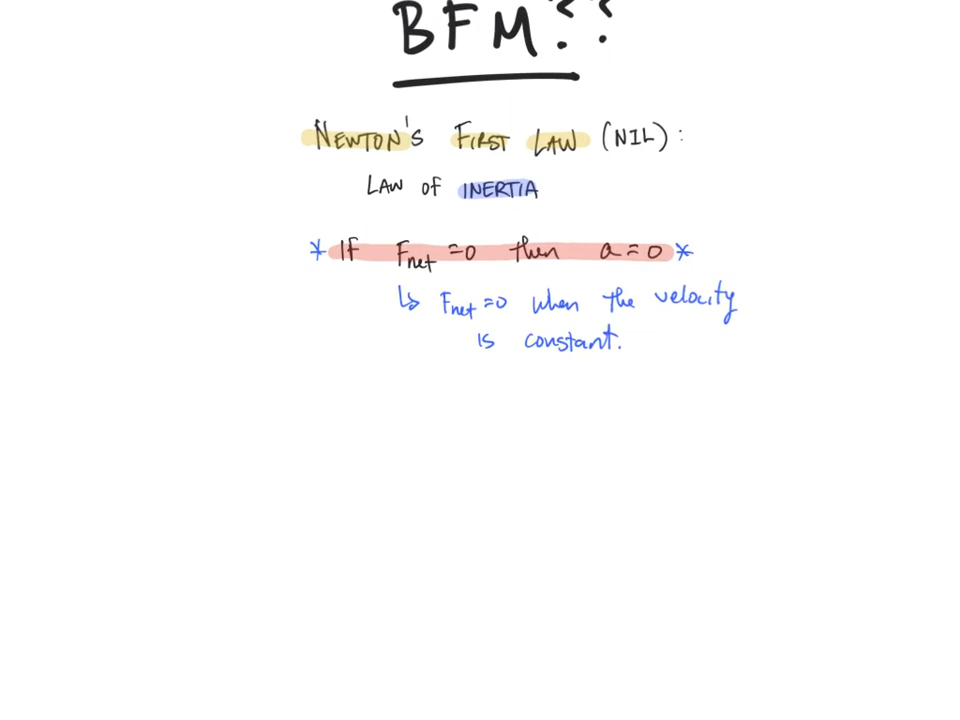 BFM??
NEWTON'S FIRST LAW (NIL):
LAW OF INERTIA
* If Fnet =0 then a=0 *
↳ Fnet =0 when the velocity
is constant.